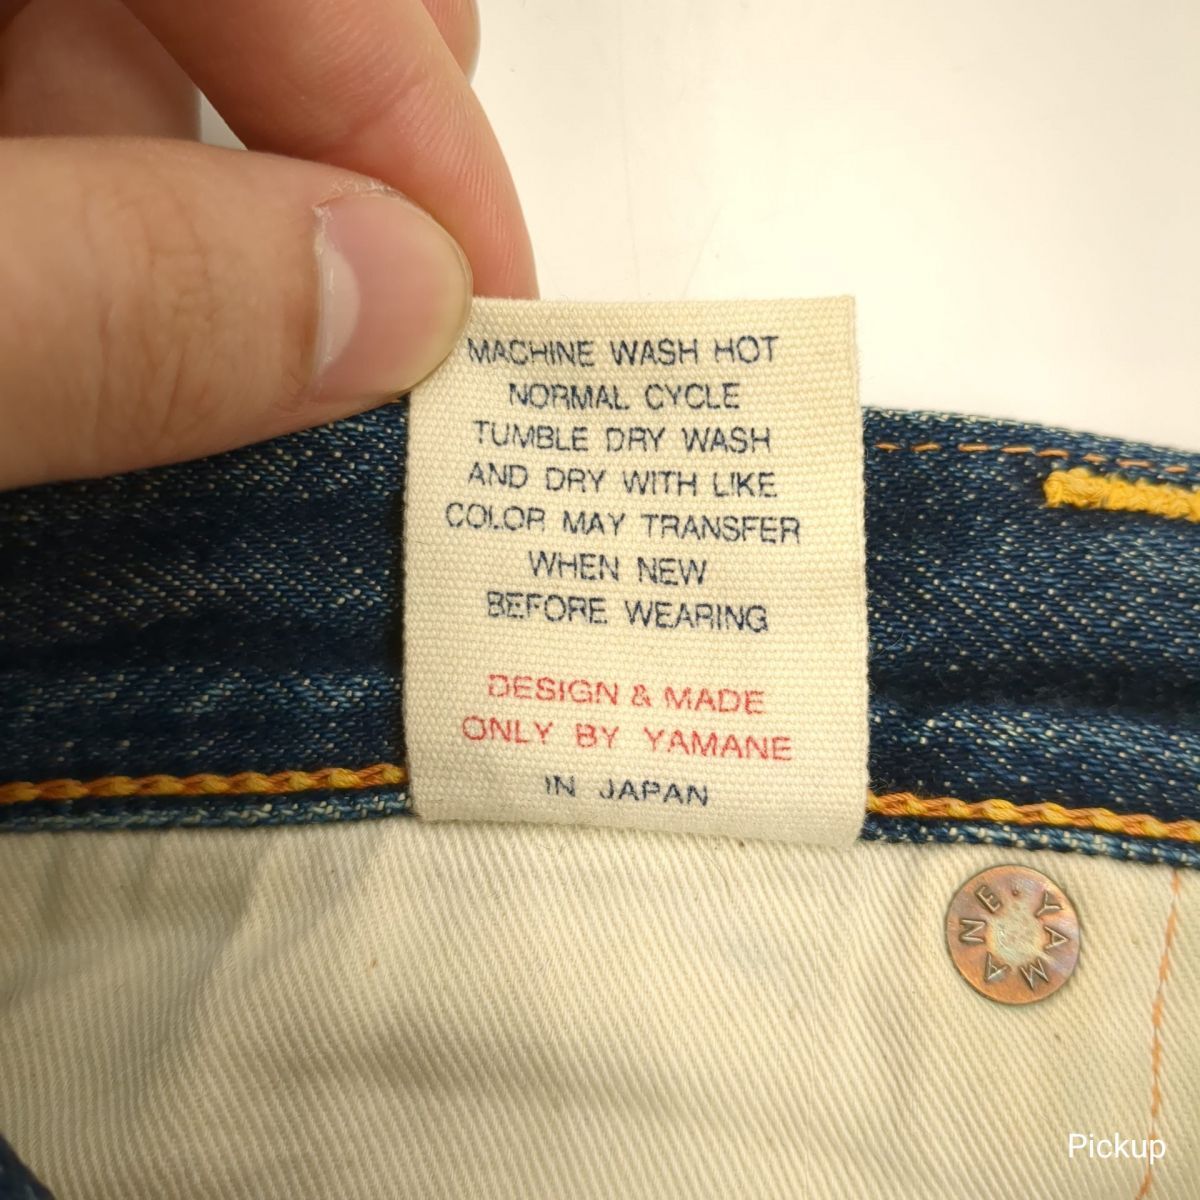 MACHINE WASH HOT
NORMAL CYCLE
TUMBLE DRY WASH
AND DRY WITH LIKE
COLOR MAY TRANSFER
WHEN NEW
BEFORE WEARING
DESIGN & MADE
ONLY BY YAMANE
IN JAPAN
YAMANE.
Pickup